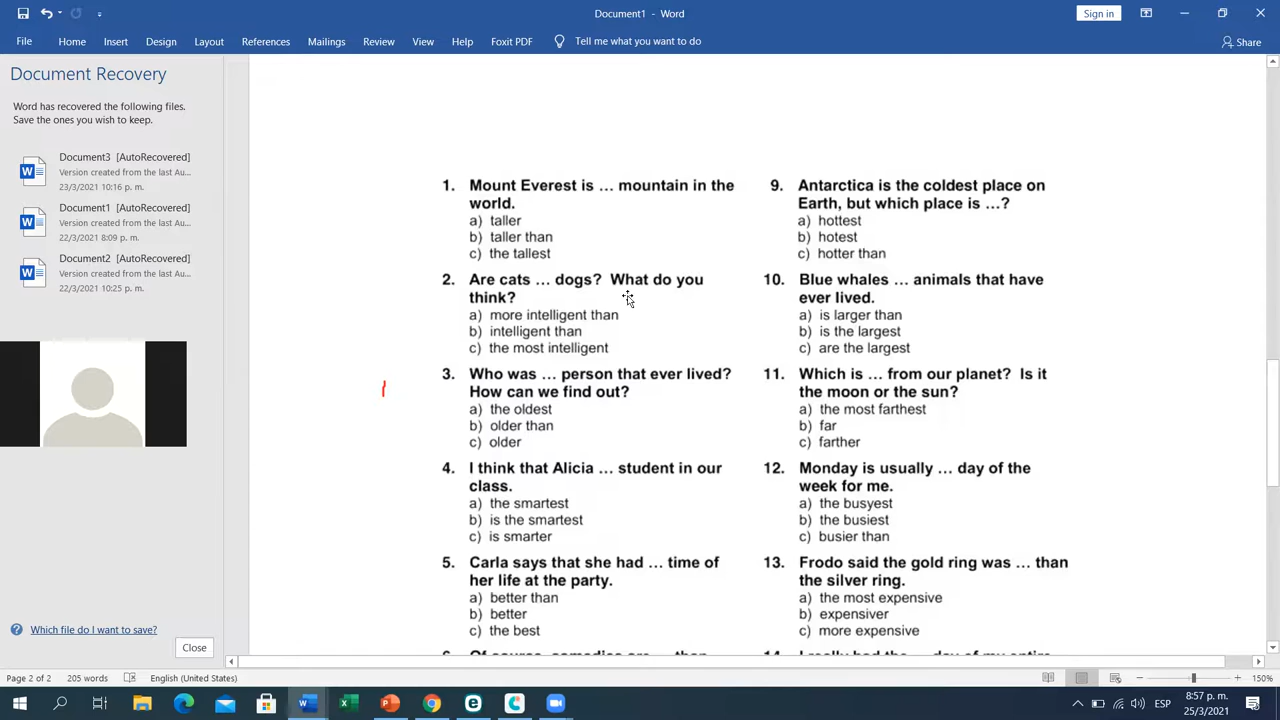 Document1 - Word
Sign in
File Home Insert Design Layout References Mailings Review View Help Foxit PDF Tell me what you want to do
Share
Document Recovery
Word has recovered the following files.
Save the ones you wish to keep.
Document3 [AutoRecovered]
Version created from the last Au...
23/3/2021 10:16 p. m.
Document1 [AutoRecovered]
Version created from the last Au...
22/3/2021 8:09 p. m.
Document2 [AutoRecovered]
Version created from the last Au...
22/3/2021 10:25 p. m.
Which file do I want to save?
Close
1. Mount Everest is … mountain in the
world.
a) taller
b) taller than
c) the tallest
2. Are cats … dogs? What do you
think?
a) more intelligent than
b) intelligent than
c) the most intelligent
3. Who was … person that ever lived?
How can we find out?
a) the oldest
b) older than
c) older
4. I think that Alicia … student in our
class.
a) the smartest
b) is the smartest
c) is smarter
5. Carla says that she had … time of
her life at the party.
a) better than
b) better
c) the best
9. Antarctica is the coldest place on
Earth, but which place is …?
a) hottest
b) hotest
c) hotter than
10. Blue whales … animals that have
ever lived.
a) is larger than
b) is the largest
c) are the largest
11. Which is … from our planet? Is it
the moon or the sun?
a) the most farthest
b) far
c) farther
12. Monday is usually … day of the
week for me.
a) the busyest
b) the busiest
c) busier than
13. Frodo said the gold ring was … than
the silver ring.
a) the most expensive
b) expensiver
c) more expensive
Page 2 of 2 205 words English (United States)
150%
ESP
8:57 p. m.
25/3/2021